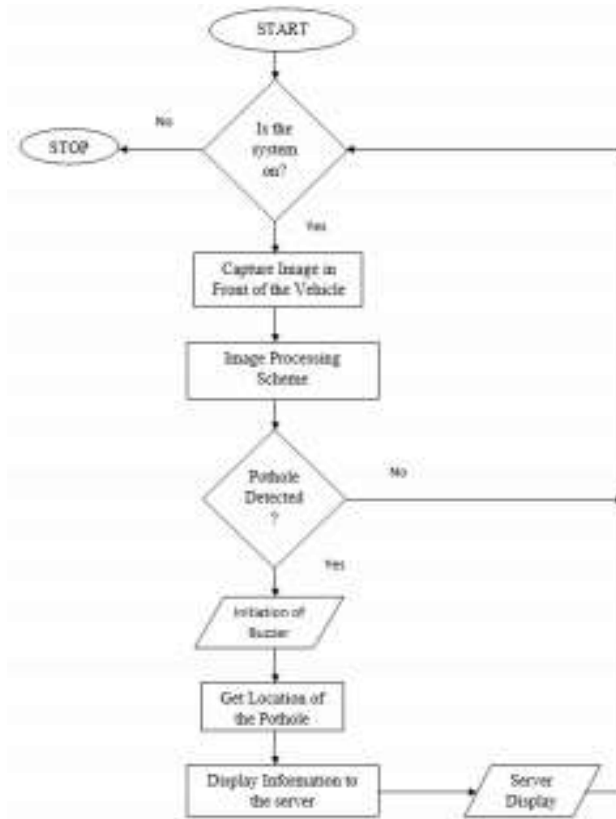 START
No
Is the
system
on?
STOP
Yes
Capture Image in
Front of the Vehicle
Image Processing
Scheme
Pothole
Detected
?
No
Yes
Initiation of
Buzzer
Get Location of
the Pothole
Display Information to
the server
Server
Display